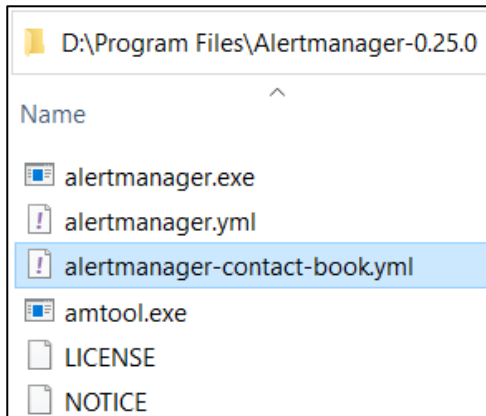 D:\Program Files\Alertmanager-0.25.0
Name
alertmanager.exe
alertmanager.yml
alertmanager-contact-book.yml
amtool.exe
LICENSE
NOTICE